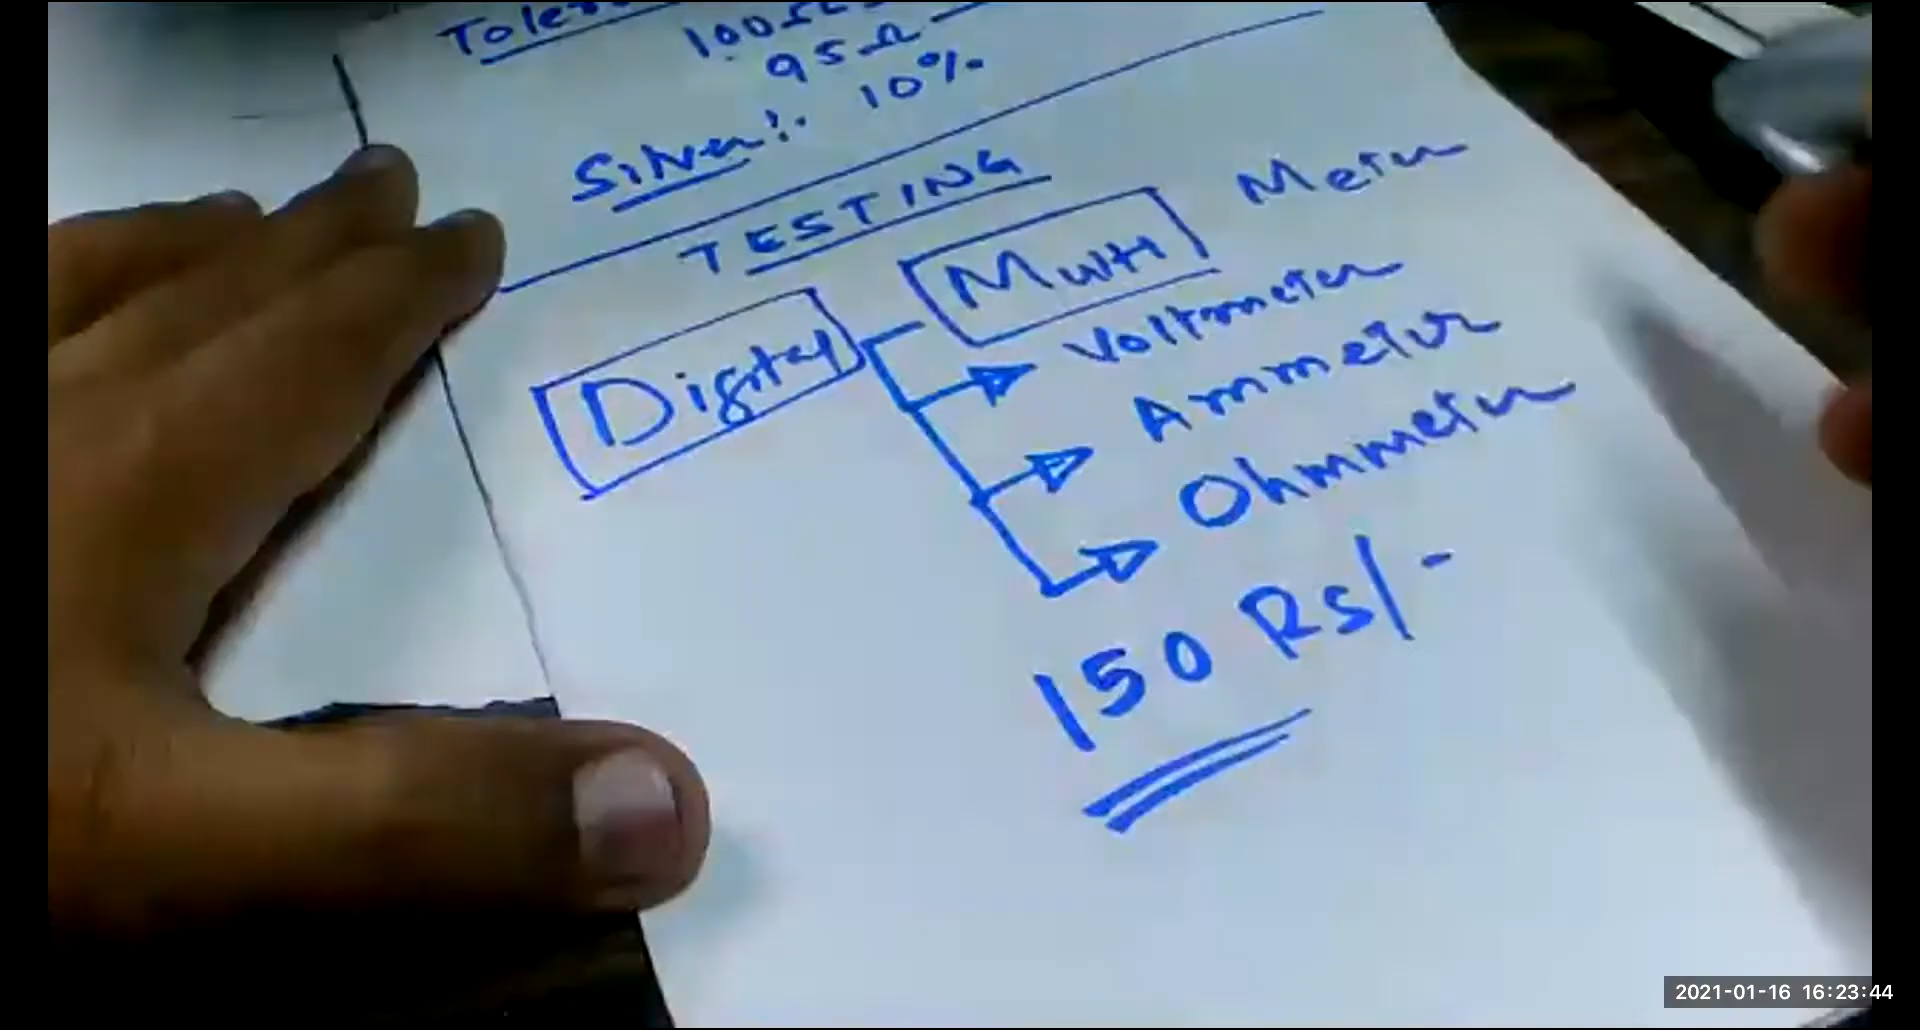 100Ω
95Ω
Silver:- 10%
TESTING
Digital Multi Meter
Voltmeter
Ammeter
Ohmmeter
150 Rs/-
2021-01-16 16:23:44